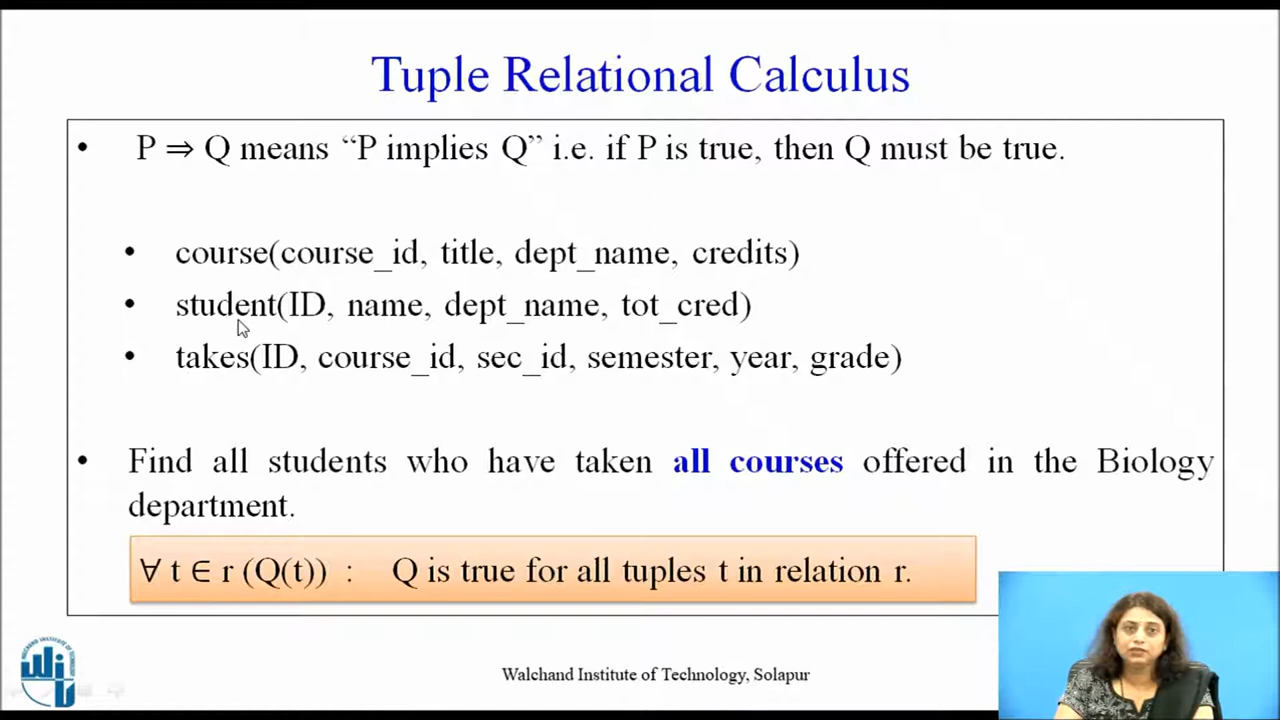 Tuple Relational Calculus
• P ⇒ Q means “P implies Q” i.e. if P is true, then Q must be true.
• course(course_id, title, dept_name, credits)
• student(ID, name, dept_name, tot_cred)
• takes(ID, course_id, sec_id, semester, year, grade)
• Find all students who have taken all courses offered in the Biology
department.
∀ t ∈ r (Q(t)) : Q is true for all tuples t in relation r.
Walchand Institute of Technology, Solapur